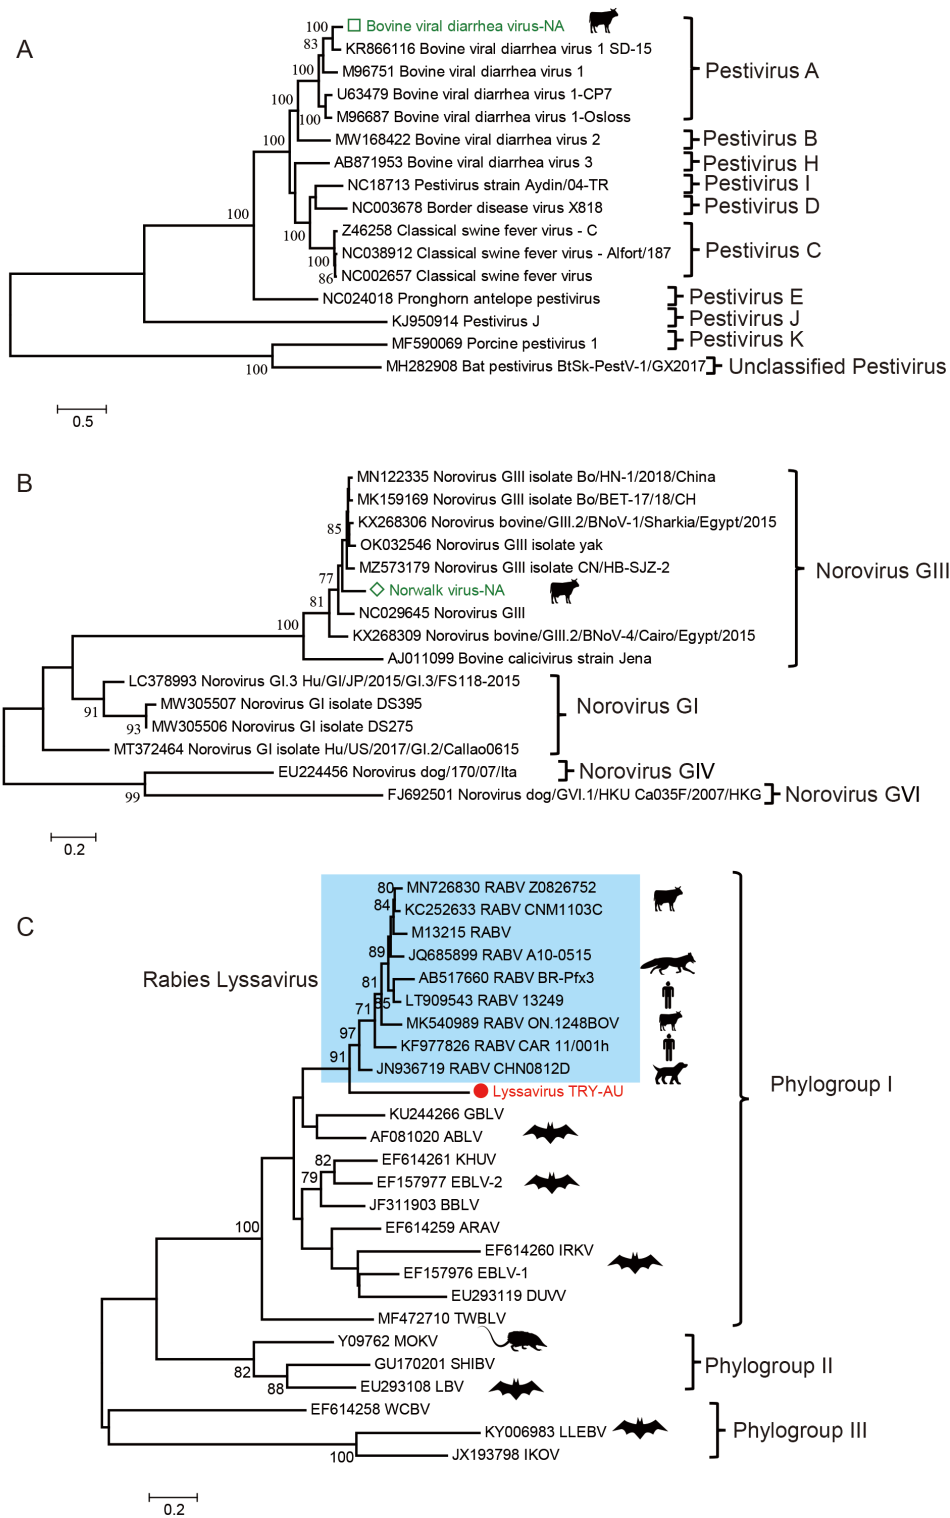 A
100
Bovine viral diarrhea virus-NA
83
KR866116 Bovine viral diarrhea virus 1 SD-15
100
M96751 Bovine viral diarrhea virus 1
Pestivirus A
U63479 Bovine viral diarrhea virus 1-CP7
100
100
M96687 Bovine viral diarrhea virus 1-Osloss
100
MW168422 Bovine viral diarrhea virus 2
Pestivirus B
AB871953 Bovine viral diarrhea virus 3
Pestivirus H
NC18713 Pestivirus strain Aydin/04-TR
Pestivirus I
100
NC003678 Border disease virus X818
Pestivirus D
100
Z46258 Classical swine fever virus - C
100
NC038912 Classical swine fever virus - Alfort/187
Pestivirus C
86
NC002657 Classical swine fever virus
NC024018 Pronghorn antelope pestivirus
Pestivirus E
KJ950914 Pestivirus J
Pestivirus J
MF590069 Porcine pestivirus 1
Pestivirus K
100
MH282908 Bat pestivirus BtSk-PestV-1/GX2017
Unclassified Pestivirus
0.5
B
MN122335 Norovirus GIII isolate Bo/HN-1/2018/China
MK159169 Norovirus GIII isolate Bo/BET-17/18/CH
85
KX268306 Norovirus bovine/GIII.2/BNoV-1/Sharkia/Egypt/2015
OK032546 Norovirus GIII isolate yak
MZ573179 Norovirus GIII isolate CN/HB-SJZ-2
Norovirus GIII
77
Norwalk virus-NA
81
NC029645 Norovirus GIII
100
KX268309 Norovirus bovine/GIII.2/BNoV-4/Cairo/Egypt/2015
AJ011099 Bovine calicivirus strain Jena
LC378993 Norovirus GI.3 Hu/GI/JP/2015/GI.3/FS118-2015
91
MW305507 Norovirus GI isolate DS395
Norovirus GI
93
MW305506 Norovirus GI isolate DS275
MT372464 Norovirus GI isolate Hu/US/2017/GI.2/Callao0615
EU224456 Norovirus dog/170/07/Ita
Norovirus GIV
99
FJ692501 Norovirus dog/GVI.1/HKU Ca035F/2007/HKG
Norovirus GVI
0.2
C
80
MN726830 RABV Z0826752
84
KC252633 RABV CNM1103C
M13215 RABV
89
JQ685899 RABV A10-0515
Rabies Lyssavirus
81
AB517660 RABV BR-Pfx3
85
LT909543 RABV 13249
71
MK540989 RABV ON.1248BOV
97
KF977826 RABV CAR 11/001h
91
JN936719 RABV CHN0812D
Phylogroup I
Lyssavirus TRY-AU
KU244266 GBLV
AF081020 ABLV
82
EF614261 KHUV
79
EF157977 EBLV-2
JF311903 BBLV
100
EF614259 ARAV
EF614260 IRKV
EF157976 EBLV-1
EU293119 DUVV
MF472710 TWBLV
Y09762 MOKV
82
GU170201 SHIBV
Phylogroup II
88
EU293108 LBV
EF614258 WCBV
KY006983 LLEBV
Phylogroup III
100
JX193798 IKOV
0.2